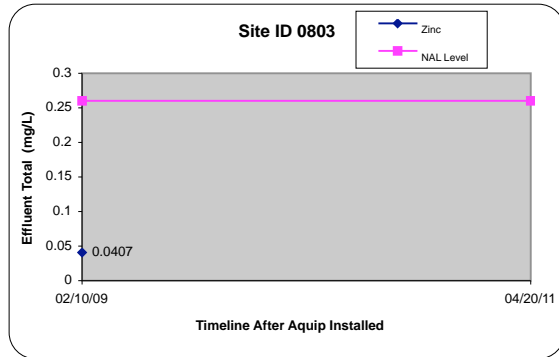 Site ID 0803
Zinc
NAL Level
0.3
0.25
0.2
0.15
0.1
0.05
0
Effluent Total (mg/L)
0.0407
02/10/09
04/20/11
Timeline After Aquip Installed